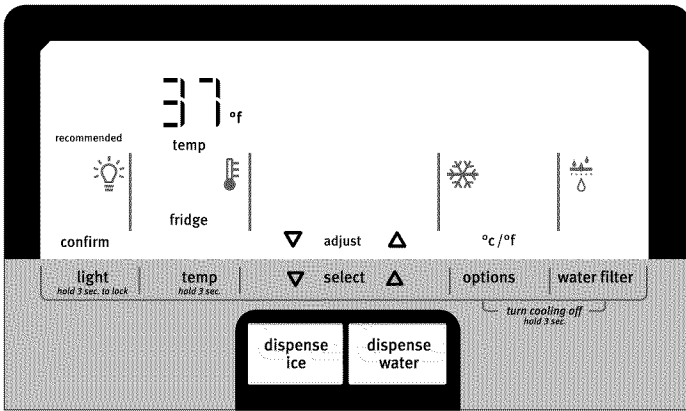 37 °f
recommended
temp
fridge
confirm
adjust
°c/°f
light
hold 3 sec. to lock
temp
hold 3 sec.
select
options
water filter
turn cooling off
hold 3 sec
dispense
ice
dispense
water